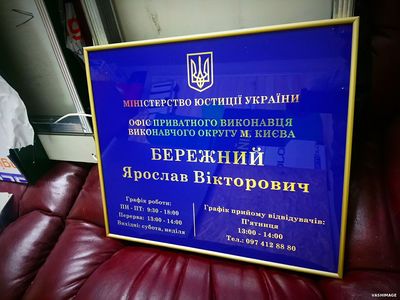 МІНІСТЕРСТВО ЮСТИЦІЇ УКРАЇНИ
ОФІС ПРИВАТНОГО ВИКОНАВЦЯ
ВИКОНАВЧОГО ОКРУГУ М. КИЄВА
БЕРЕЖНИЙ
Ярослав Вікторович
Графік роботи:
ПН - ПТ: 9:30 - 18:00
Перерва: 13:00 - 14:00
Вихідні: субота, неділя
Графік прийому відвідувачів:
П'ятниця
13:00 - 14:00
Тел.: 097 412 88 80
VASHIMAGE